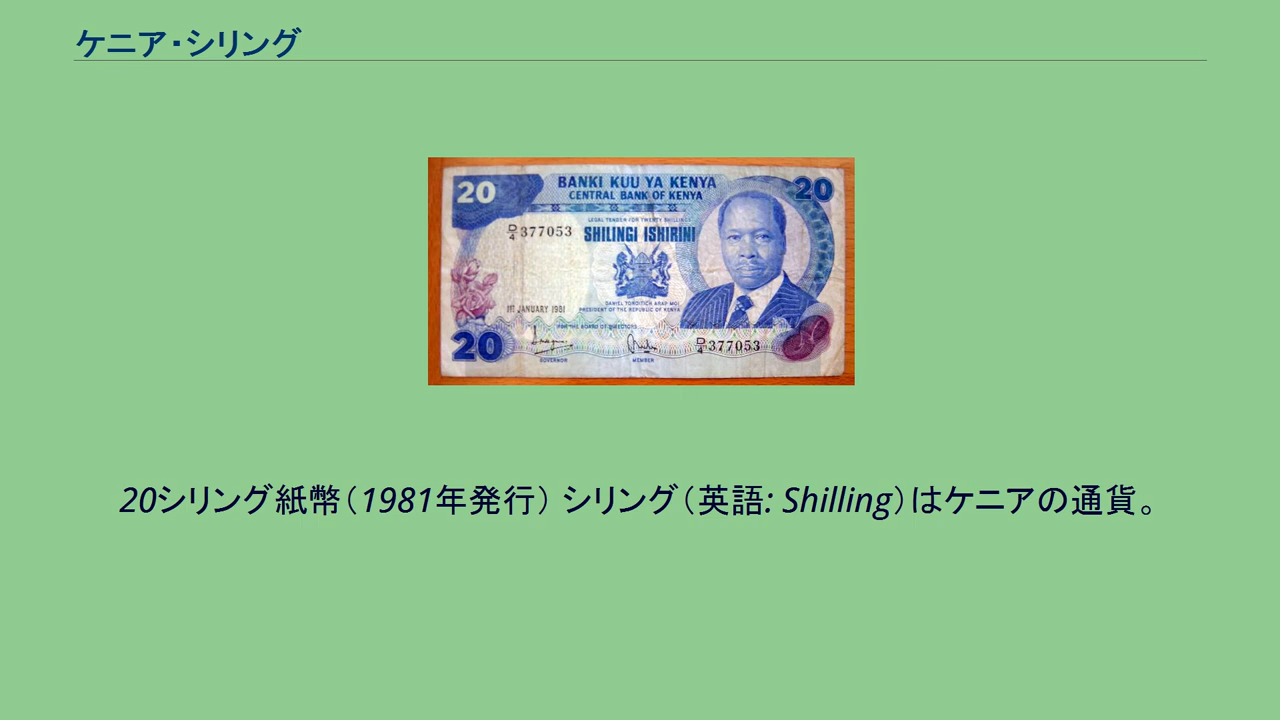 ケニア・シリング
20
BANKI KUU YA KENYA
CENTRAL BANK OF KENYA
20
LEGAL TENDER FOR TWENTY SHILLINGS
D/4 377053
SHILINGI ISHIRINI
1ST JANUARY 1981
DANIEL TOROITICH ARAP MOI
PRESIDENT OF THE REPUBLIC OF KENYA
FOR THE BOARD OF DIRECTORS
20
D/4 377053
GOVERNOR
MEMBER
20シリング紙幣（1981年発行） シリング（英語: Shilling）はケニアの通貨。